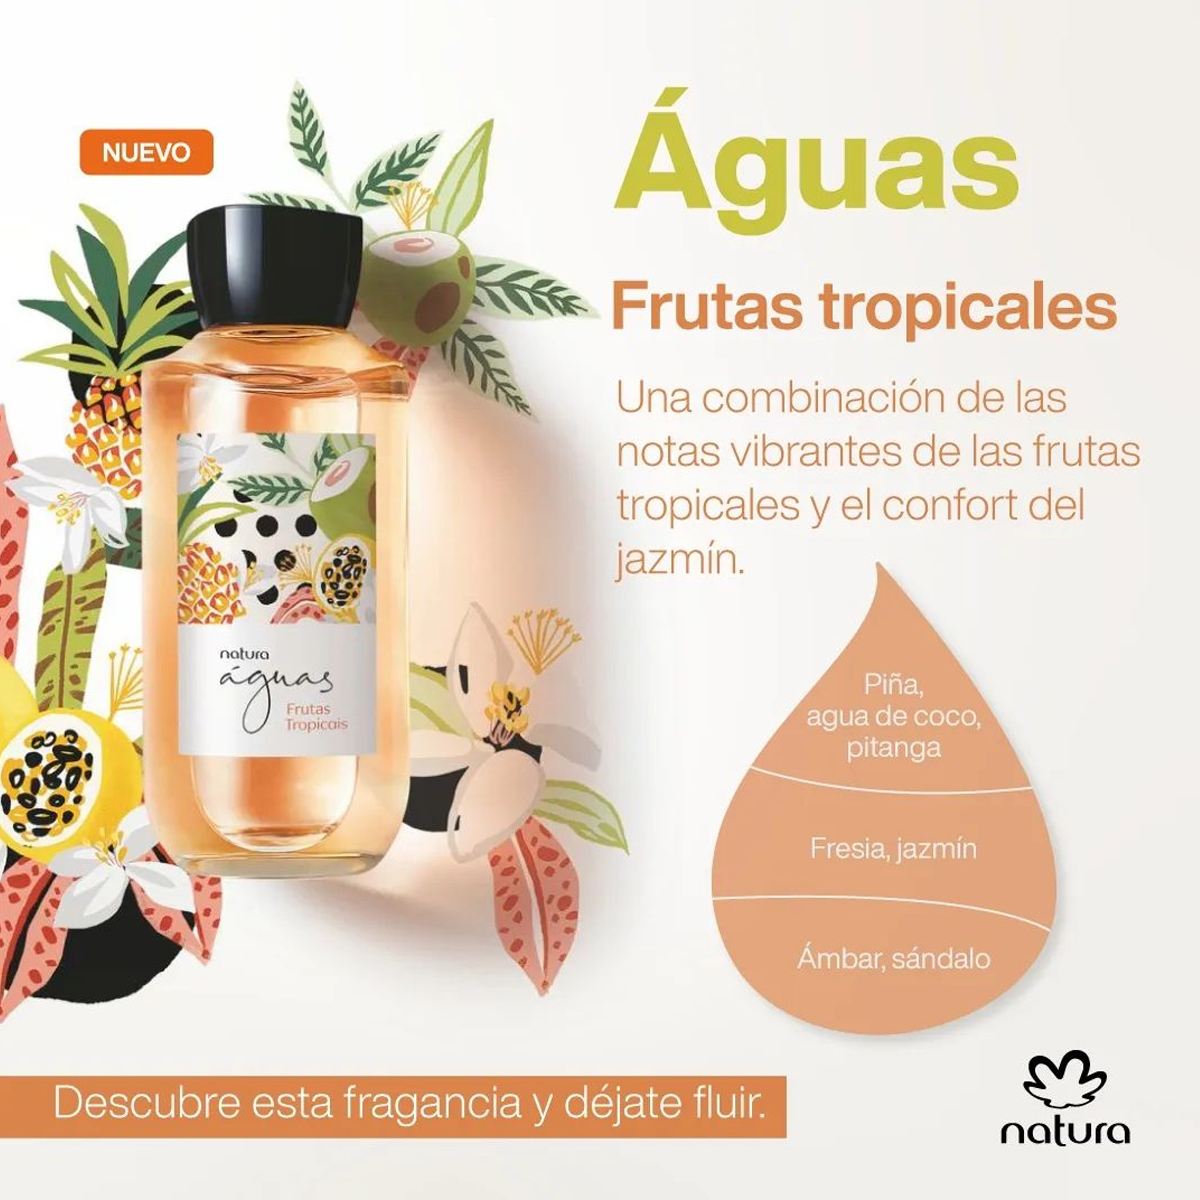 NUEVO
Águas
Frutas tropicales
Una combinación de las
notas vibrantes de las frutas
tropicales y el confort del
jazmín.
natura
águas
Frutas
Tropicais
Piña,
agua de coco,
pitanga
Fresia, jazmín
Ámbar, sándalo
Descubre esta fragancia y déjate fluir.
natura